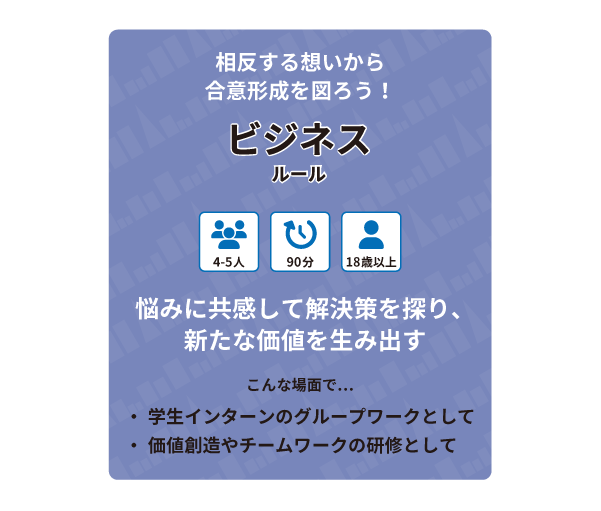 相反する想いから
合意形成を図ろう！
ビジネス
ルール
4-5人
90分
18歳以上
悩みに共感して解決策を探り、
新たな価値を生み出す
こんな場面で…
・ 学生インターンのグループワークとして
・ 価値創造やチームワークの研修として